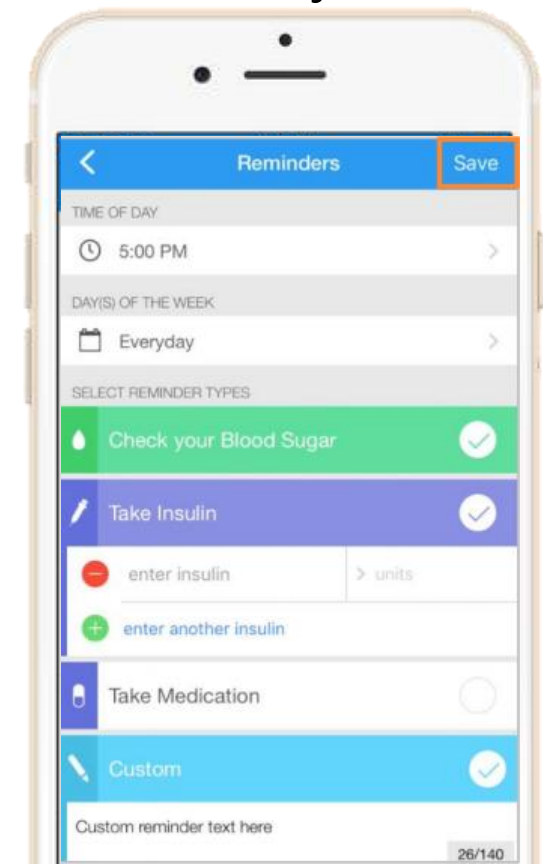 Reminders Save
TIME OF DAY
5:00 PM
DAY(S) OF THE WEEK
Everyday
SELECT REMINDER TYPES
Check your Blood Sugar
Take Insulin
enter insulin > units
enter another insulin
Take Medication
Custom
Custom reminder text here
26/140